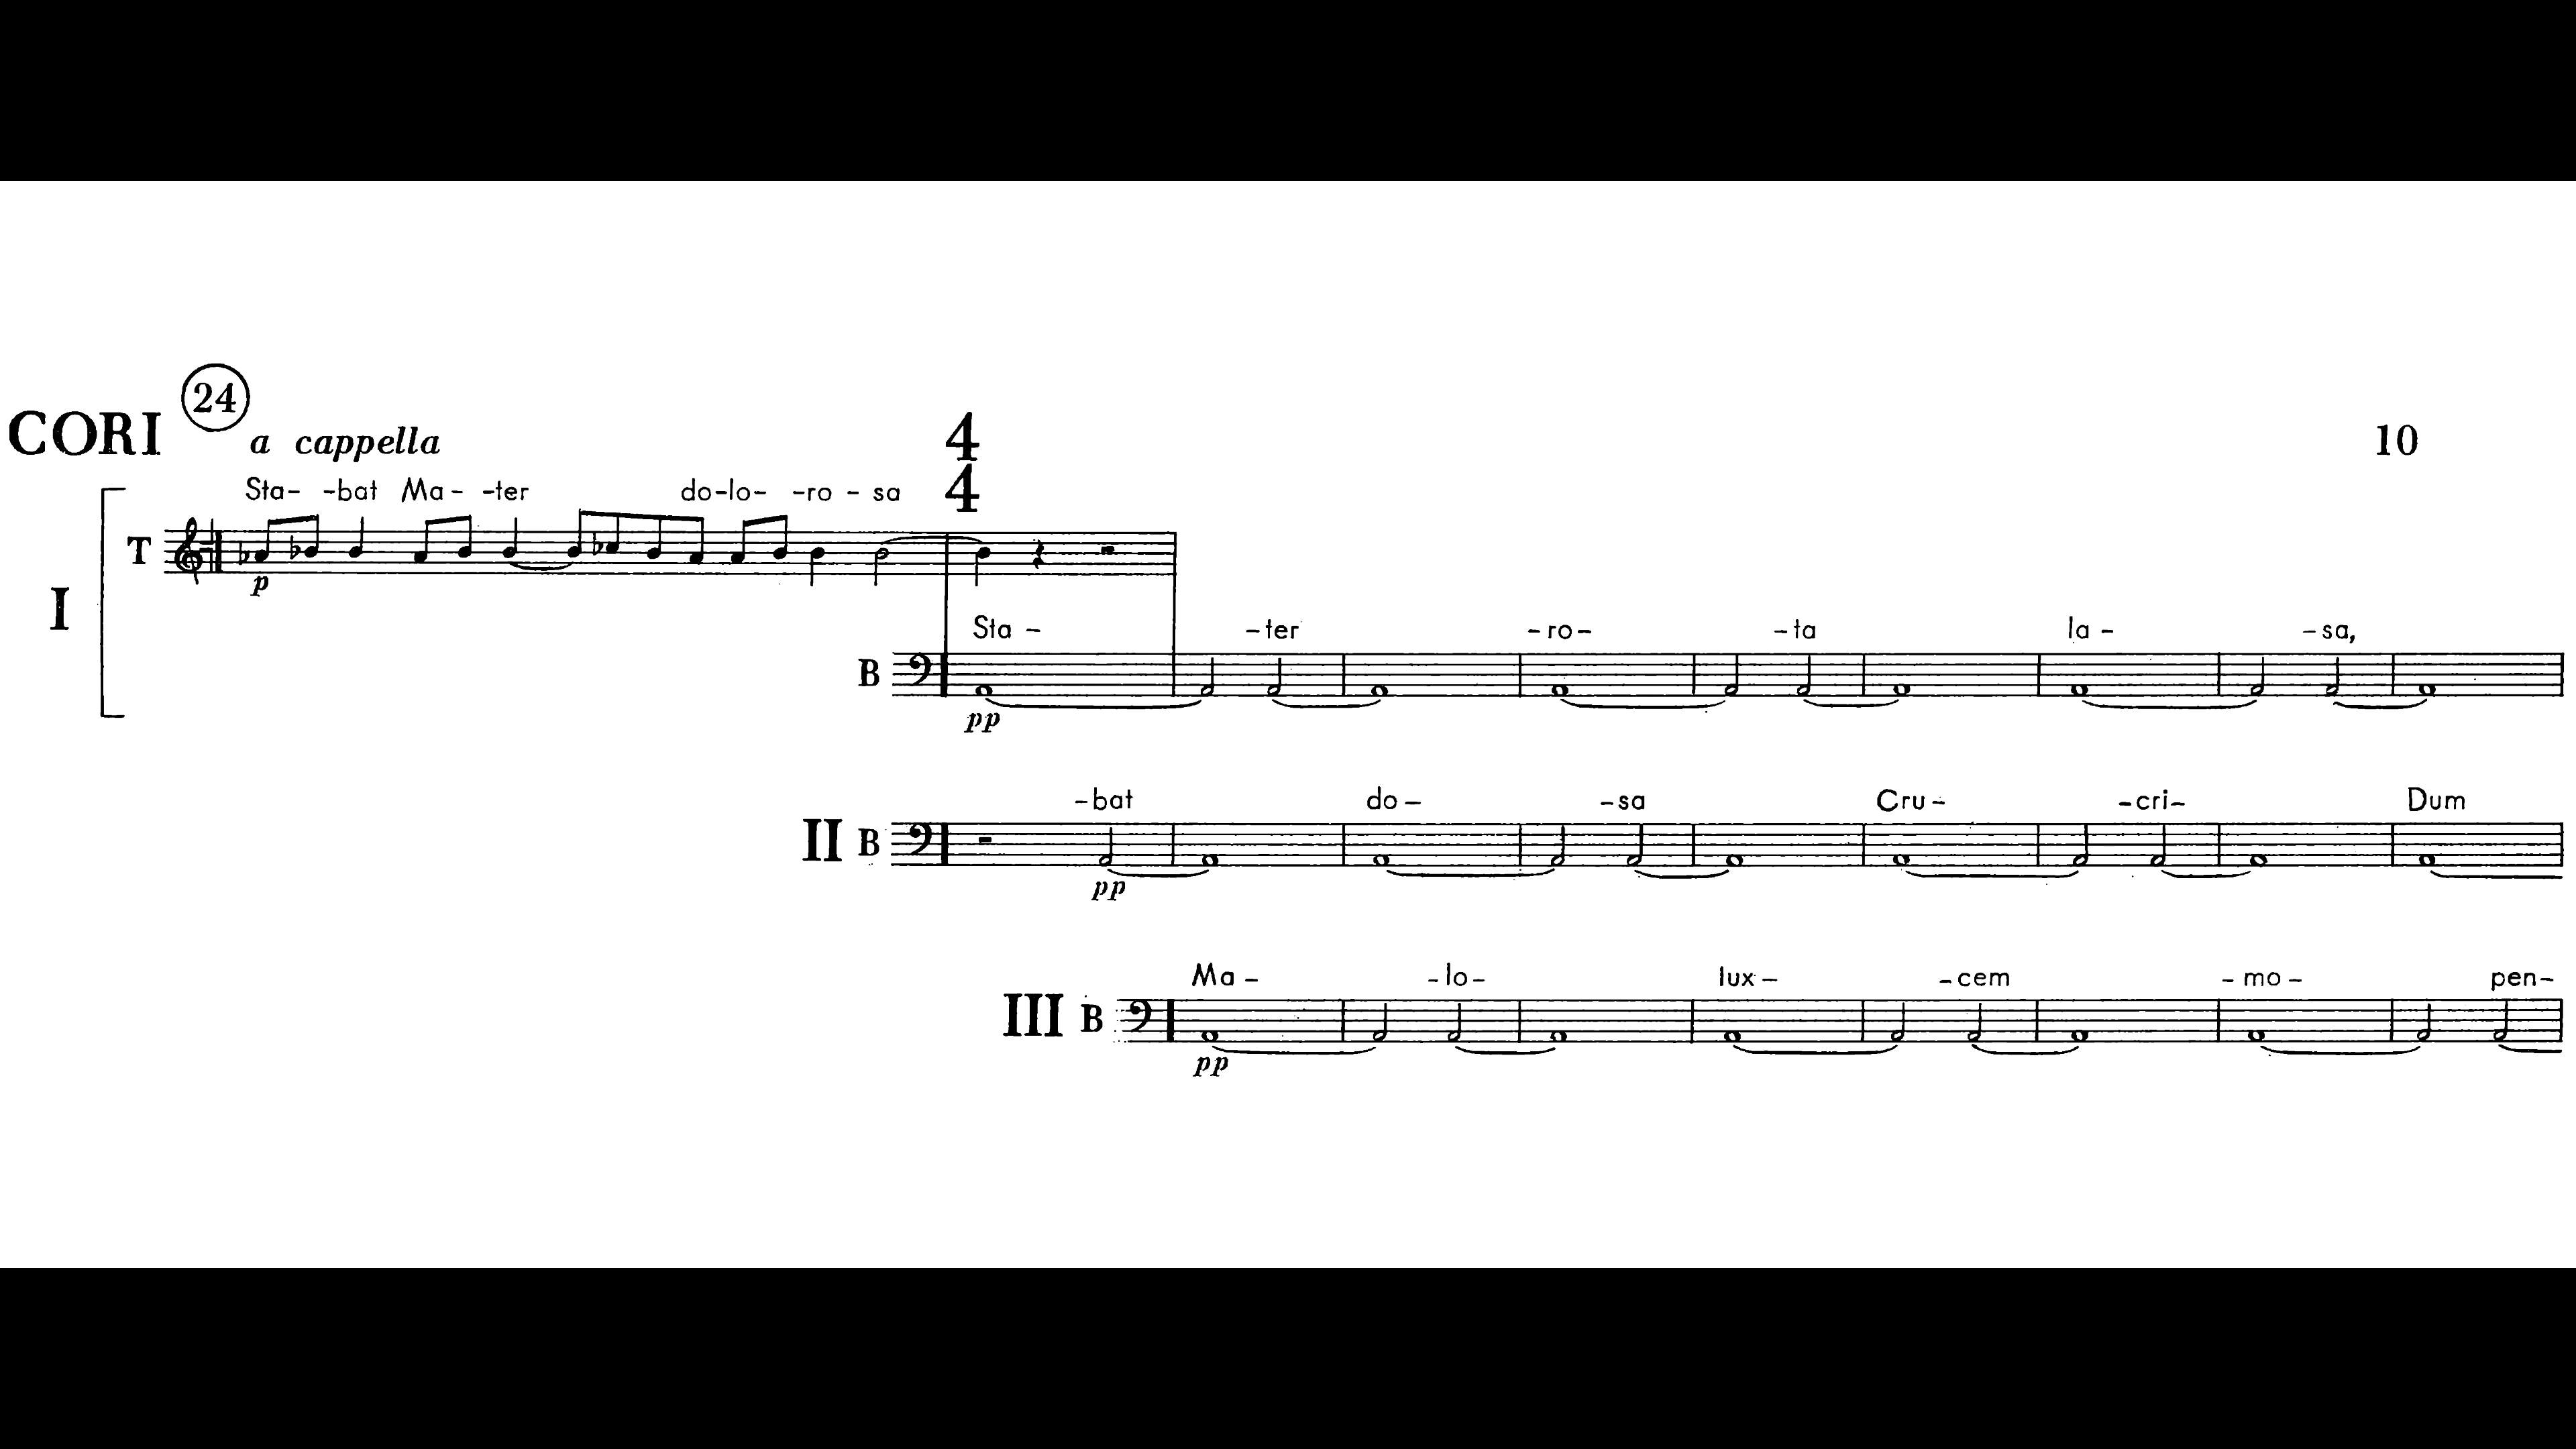 24
CORI a cappella 4 10
4
Sta- -bat Ma- -ter do-lo- -ro - sa
T
p
I
Sta - -ter -ro- -ta la - -sa,
B
pp
-bat do- -sa Cru- -cri- Dum
II B
pp
Ma - -lo- lux- -cem -mo- pen-
III B
pp